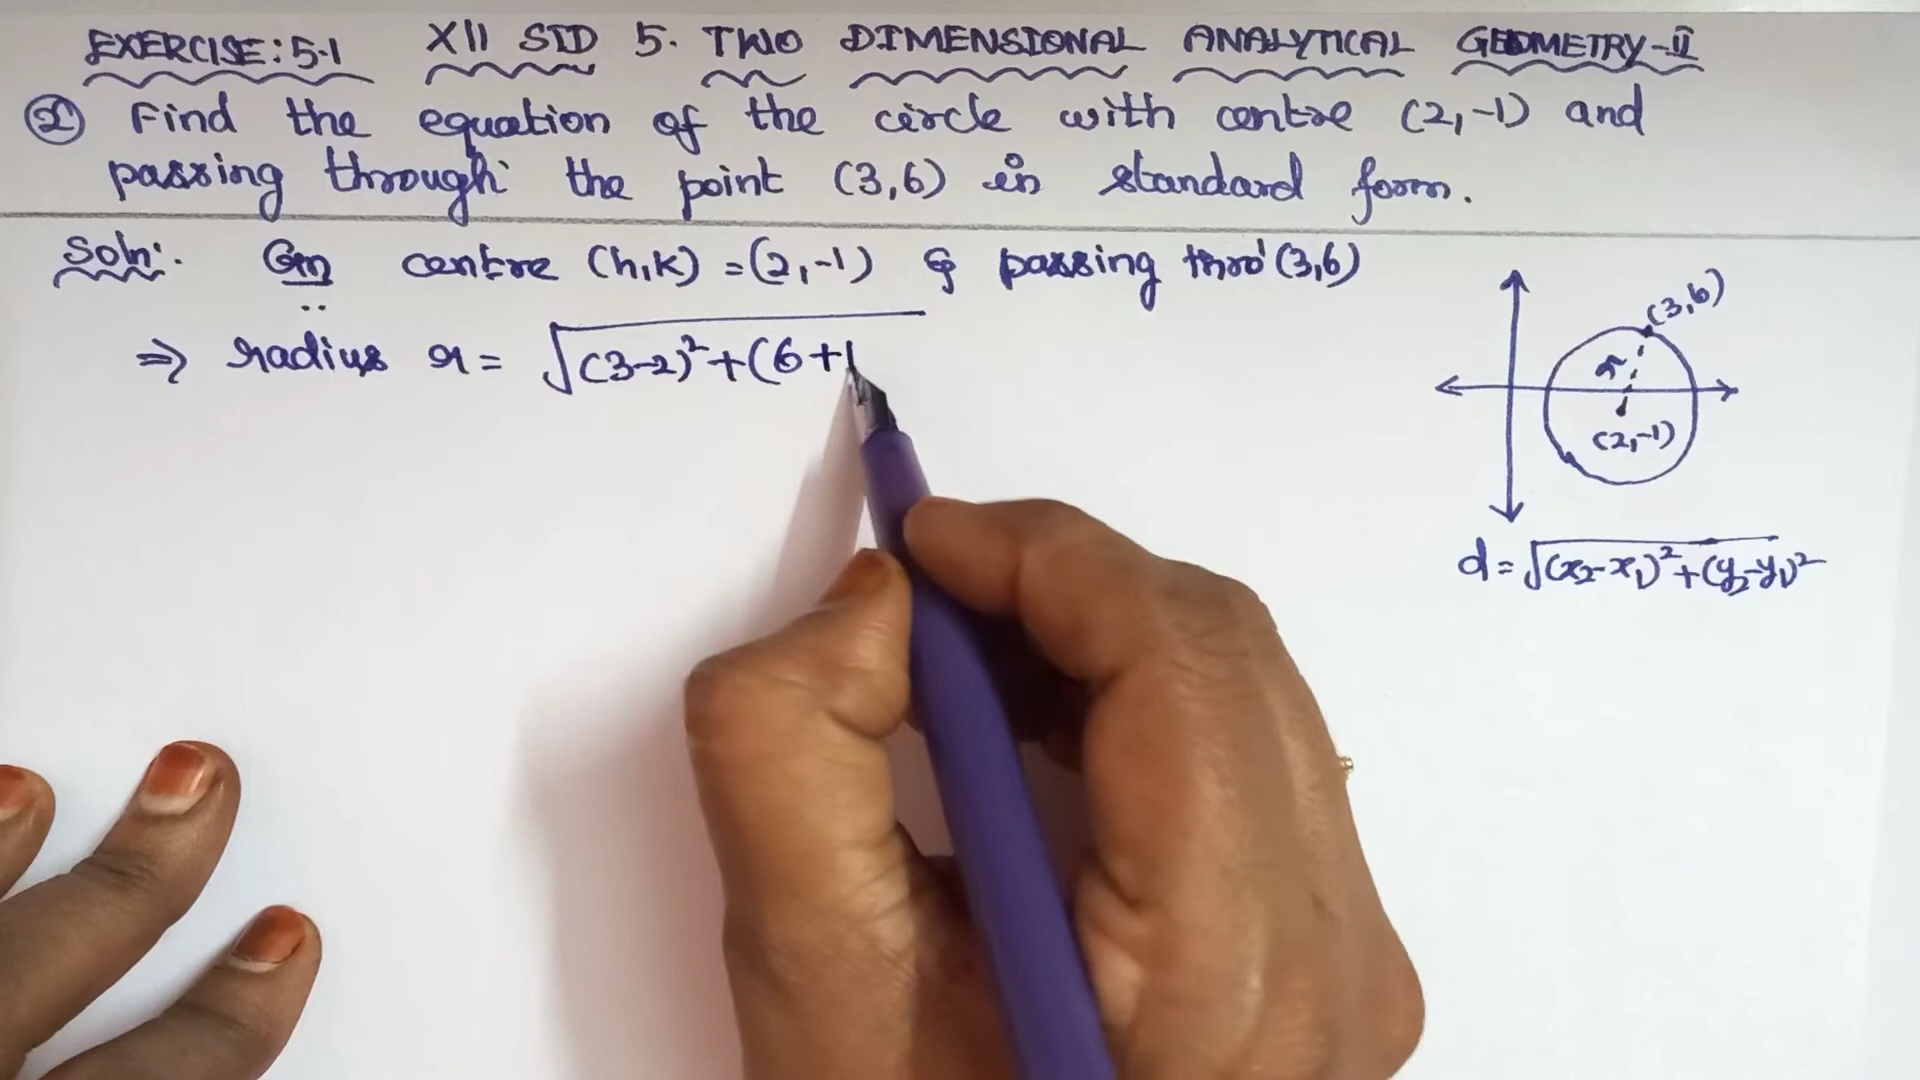 EXERCISE: 5.1 XII STD 5. TWO DIMENSIONAL ANALYTICAL GEOMETRY-II
② Find the equation of the circle with centre (2,-1) and
passing through the point (3,6) in standard form.
Soln: Gn centre (h,k) = (2,-1) & passing thro' (3,6)
⇒ radius r = √(3-2)²+(6+1
(3,6)
r
(2,-1)
d = √(x₂-x₁)²+(y₂-y₁)²